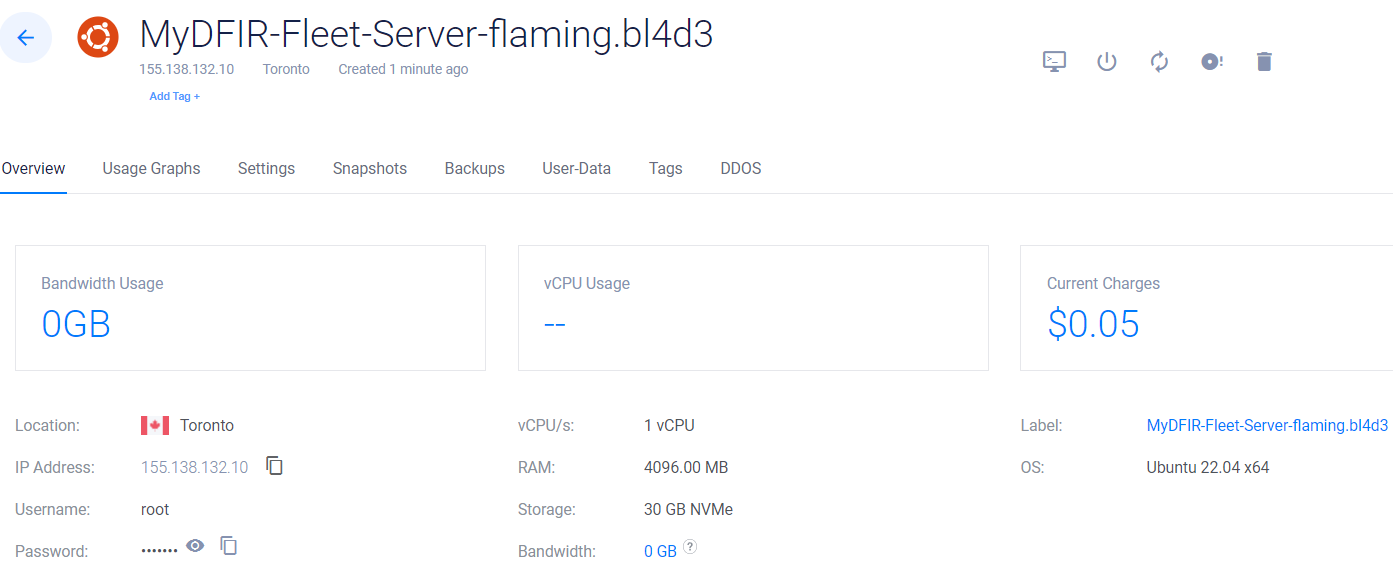 MyDFIR-Fleet-Server-flaming.bl4d3
155.138.132.10 Toronto Created 1 minute ago
Add Tag +
Overview Usage Graphs Settings Snapshots Backups User-Data Tags DDOS
Bandwidth Usage vCPU Usage Current Charges
0GB -- $0.05
Location: Toronto vCPU/s: 1 vCPU Label: MyDFIR-Fleet-Server-flaming.bl4d3
IP Address: 155.138.132.10 RAM: 4096.00 MB OS: Ubuntu 22.04 x64
Username: root Storage: 30 GB NVMe
Password: ••••••• Bandwidth: 0 GB ?